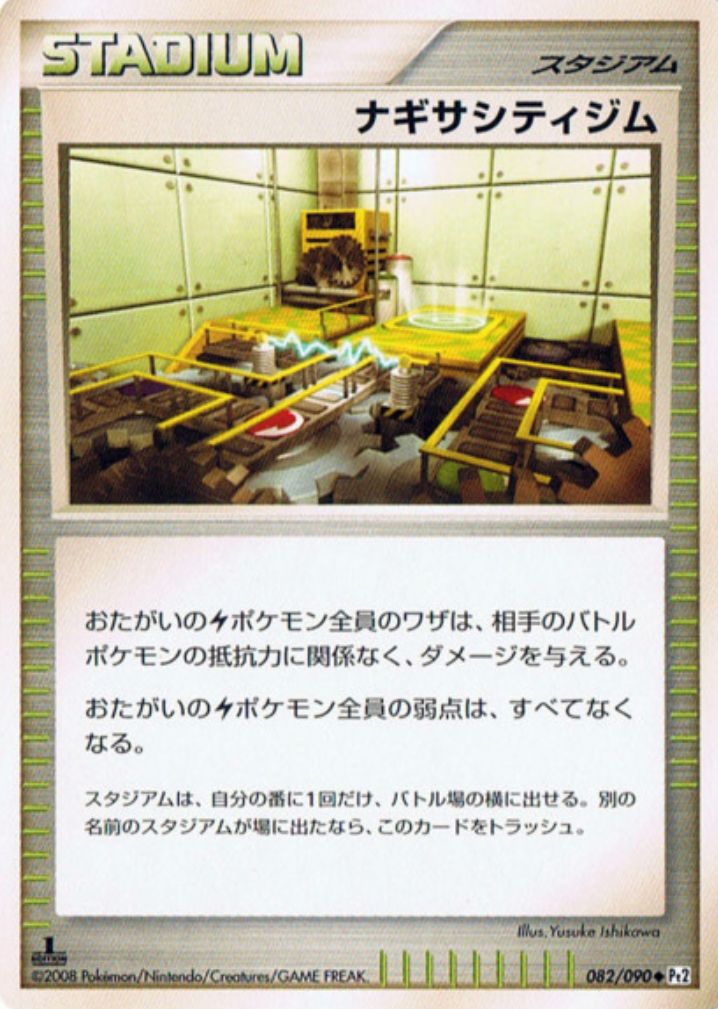 STADIUM
スタジアム
ナギサシティジム
おたがいの⚡ポケモン全員のワザは、相手のバトル
ポケモンの抵抗力に関係なく、ダメージを与える。
おたがいの⚡ポケモン全員の弱点は、すべてなく
なる。
スタジアムは、自分の番に1回だけ、バトル場の横に出せる。別の
名前のスタジアムが場に出たなら、このカードをトラッシュ。
Illus. Yusuke Ishikawa
1
EDITION
©2008 Pokémon/Nintendo/Creatures/GAME FREAK.
082/090◆ Pt2